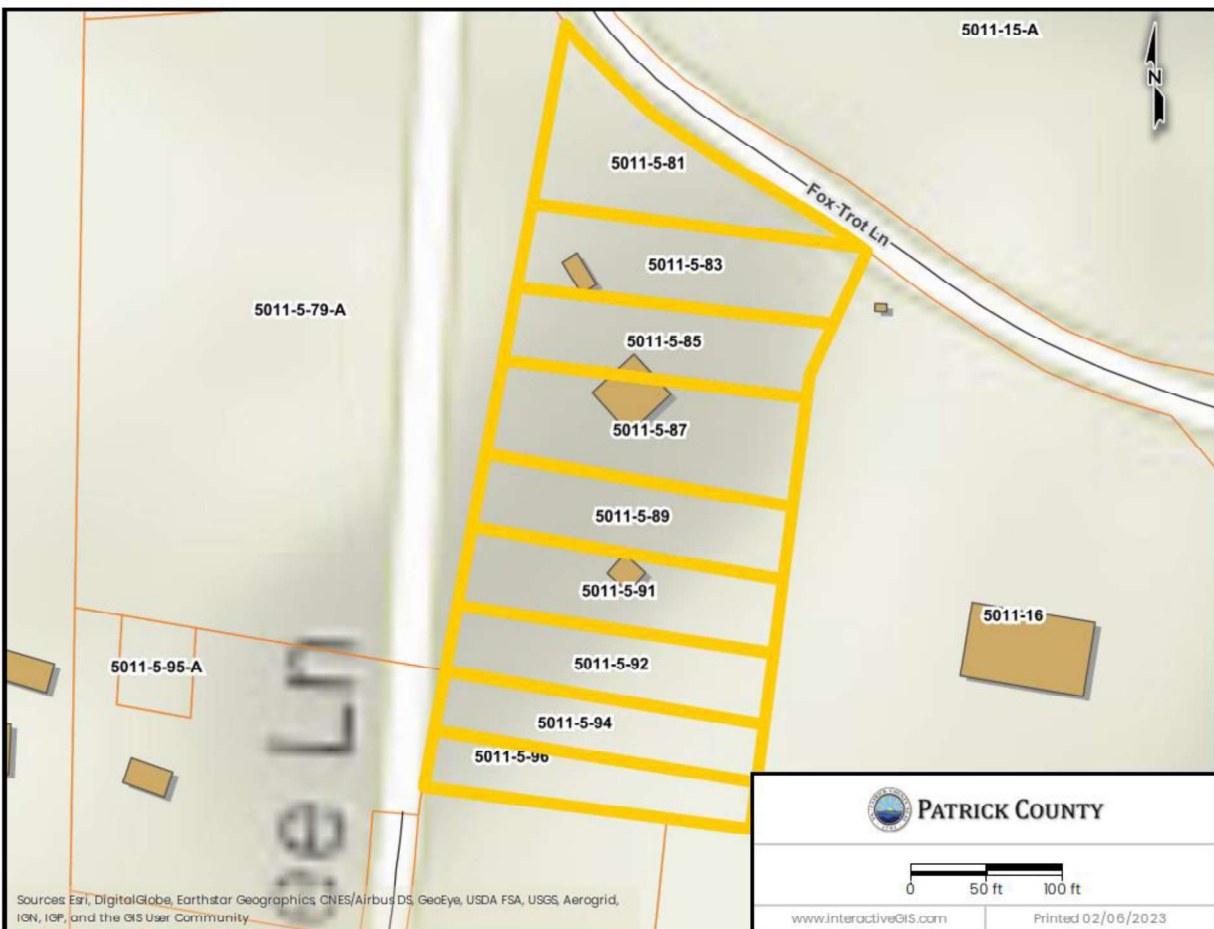 5011-15-A
N
5011-5-81
Fox-Trot Ln
5011-5-83
5011-5-79-A
5011-5-85
5011-5-87
5011-5-89
5011-5-91
5011-16
5011-5-92
5011-5-95-A
5011-5-94
5011-5-96
ee Ln
PATRICK COUNTY
0 50 ft 100 ft
Sources: Esri, DigitalGlobe, Earthstar Geographics, CNES/Airbus DS, GeoEye, USDA FSA, USGS, Aerogrid,
IGN, IGP, and the GIS User Community
www.interactiveGIS.com Printed 02/06/2023